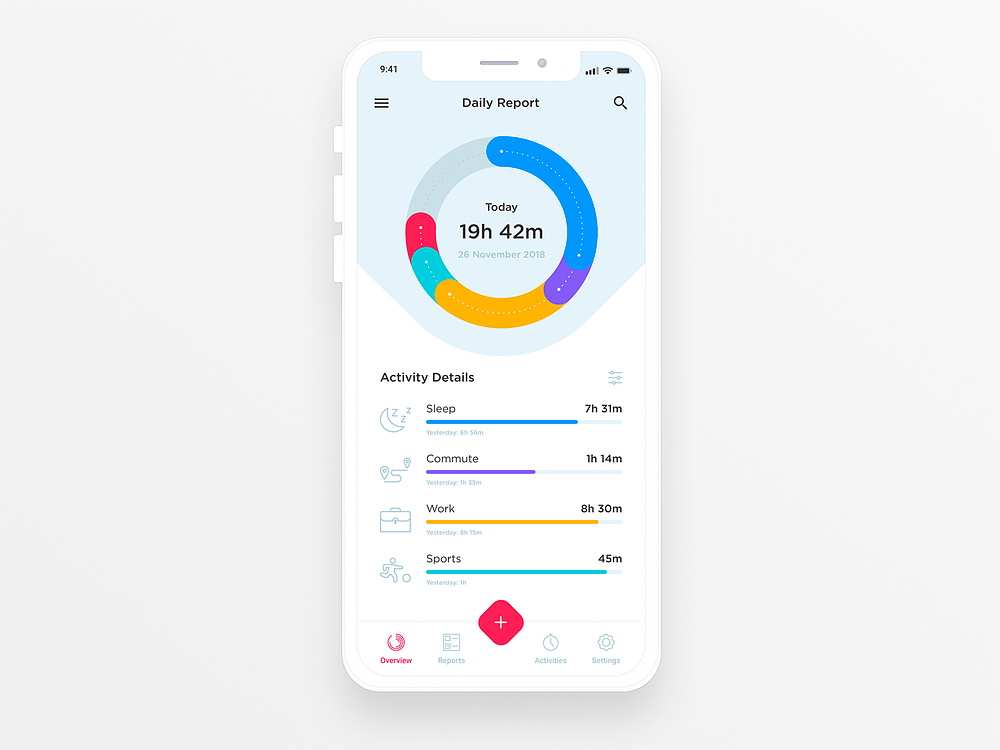 9:41
Daily Report
Today
19h 42m
26 November 2018
Activity Details
Z Z Z
Sleep 7h 31m
Yesterday: 6h 56m
Commute 1h 14m
Yesterday: 1h 35m
Work 8h 30m
Yesterday: 8h 15m
Sports 45m
Yesterday: 1h
Overview Reports Activities Settings